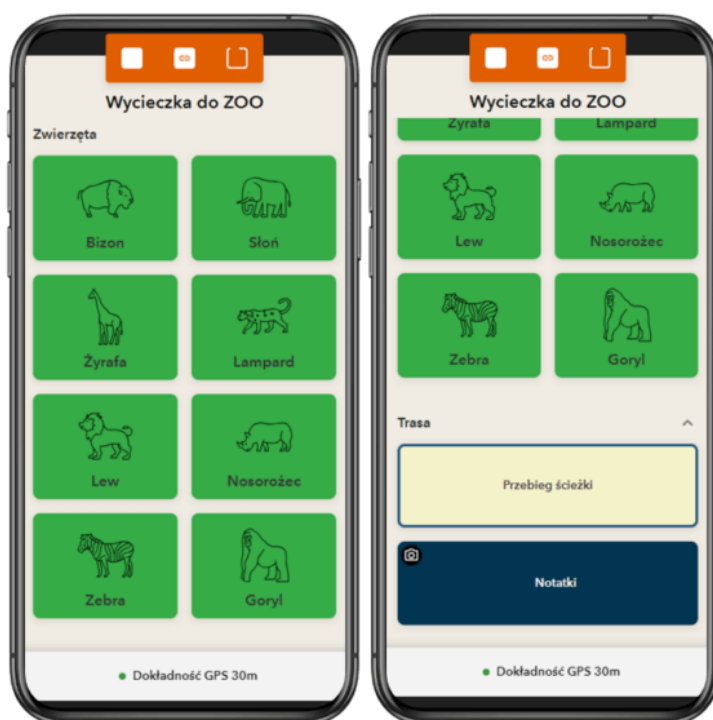 Wycieczka do ZOO
Zwierzęta
Bizon
Słoń
Żyrafa
Lampard
Lew
Nosorożec
Zebra
Goryl
Dokładność GPS 30m
Wycieczka do ZOO
Żyrafa
Lampard
Lew
Nosorożec
Zebra
Goryl
Trasa
Przebieg ścieżki
Notatki
Dokładność GPS 30m